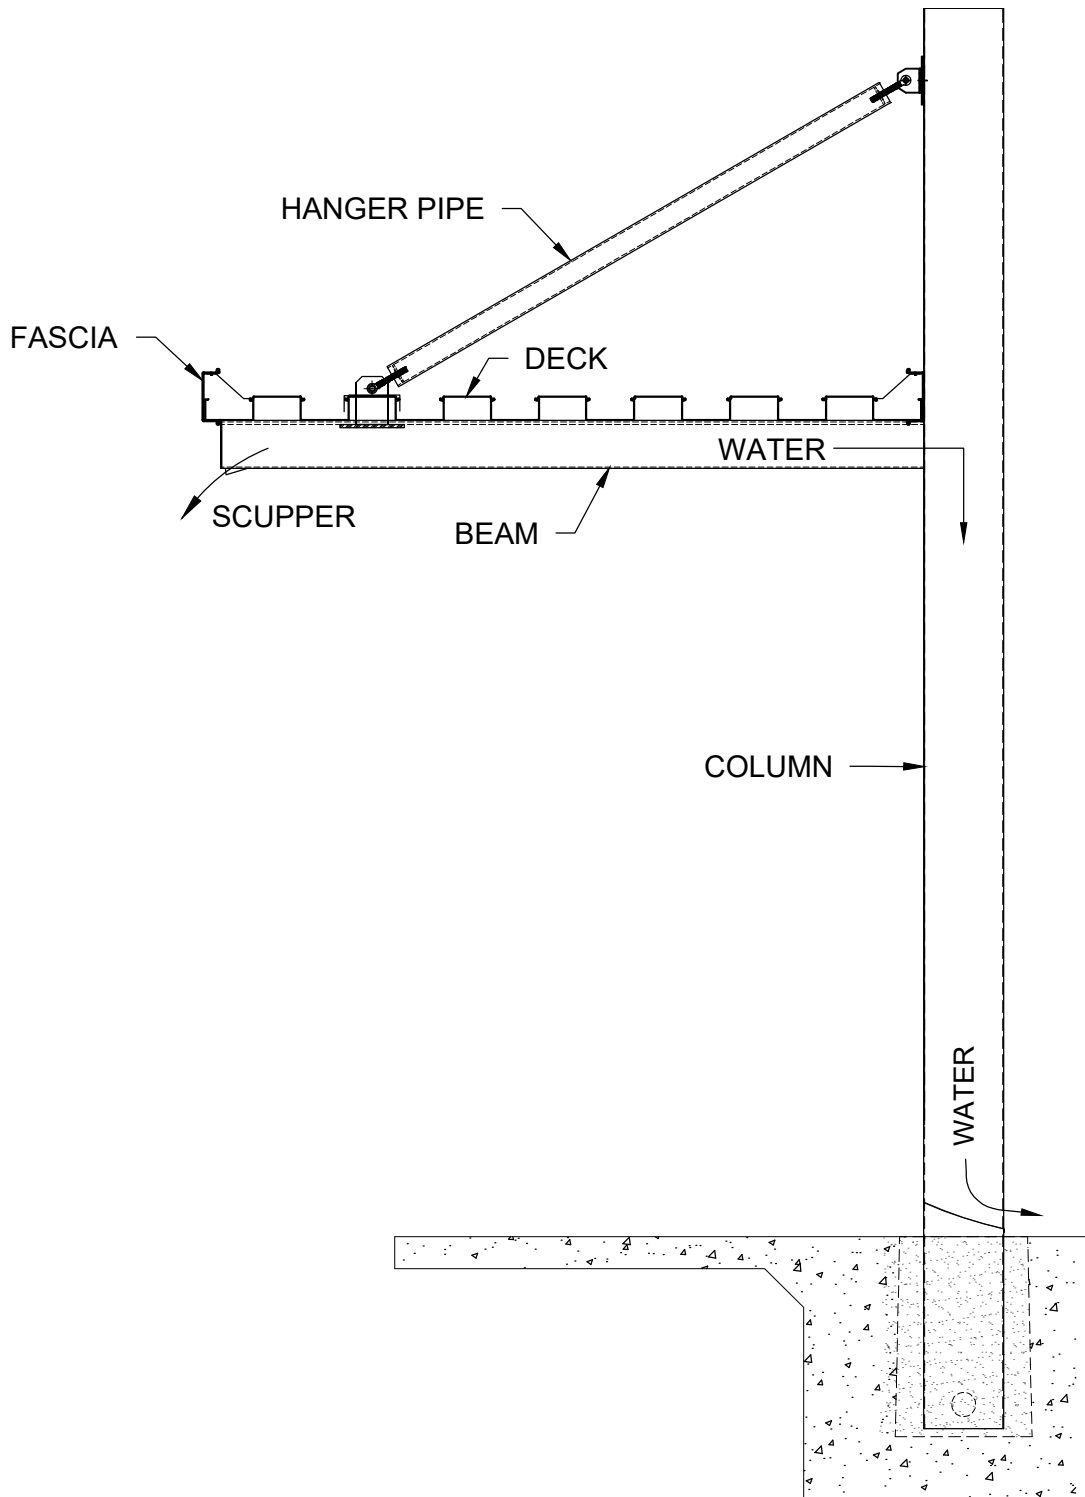 HANGER PIPE
FASCIA
DECK
WATER
SCUPPER
BEAM
COLUMN
WATER